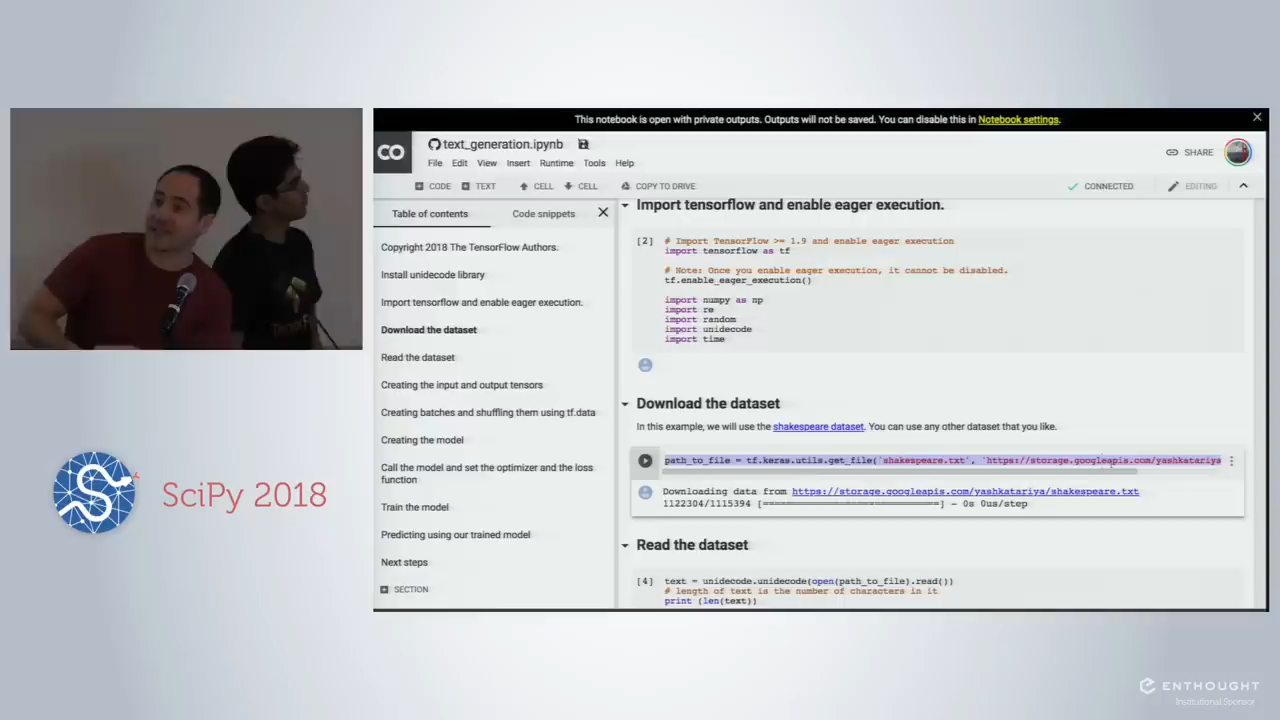 This notebook is open with private outputs. Outputs will not be saved. You can disable this in Notebook settings.
CO
text_generation.ipynb
File Edit View Insert Runtime Tools Help
SHARE
CODE TEXT CELL CELL COPY TO DRIVE
CONNECTED
EDITING
Table of contents
Code snippets
Copyright 2018 The TensorFlow Authors.
Install unidecode library
Import tensorflow and enable eager execution.
Download the dataset
Read the dataset
Creating the input and output tensors
Creating batches and shuffling them using tf.data
Creating the model
Call the model and set the optimizer and the loss
function
Train the model
Predicting using our trained model
Next steps
SECTION
Import tensorflow and enable eager execution.
[2] # Import TensorFlow >= 1.9 and enable eager execution
import tensorflow as tf
# Note: Once you enable eager execution, it cannot be disabled.
tf.enable_eager_execution()
import numpy as np
import re
import random
import unidecode
import time
Download the dataset
In this example, we will use the shakespeare dataset. You can use any other dataset that you like.
path_to_file = tf.keras.utils.get_file('shakespeare.txt', 'https://storage.googleapis.com/yashkatariya
Downloading data from https://storage.googleapis.com/yashkatariya/shakespeare.txt
1122304/1115394 [==============================] - 0s 0us/step
Read the dataset
[4] text = unidecode.unidecode(open(path_to_file).read())
# length of text is the number of characters in it
print (len(text))
S SciPy 2018
ENTHOUGHT
Institutional Sponsor